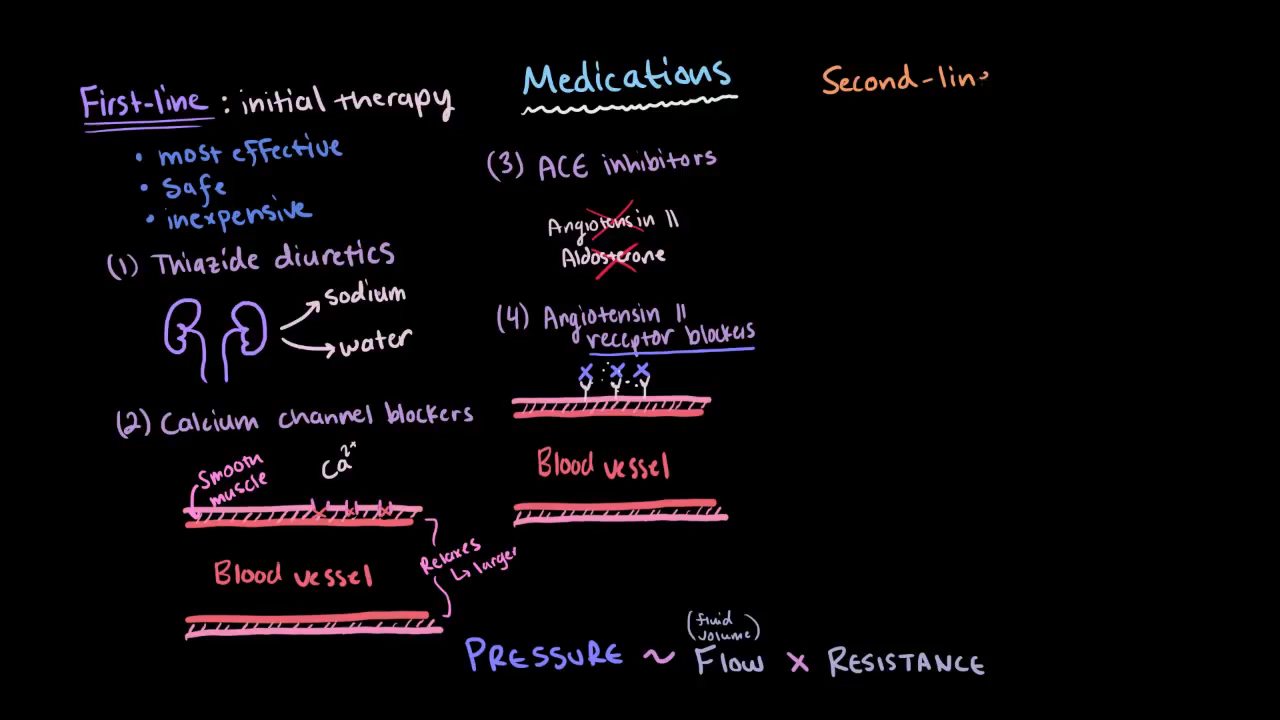 Medications
First-line : initial therapy
• most effective
• safe
• inexpensive
(1) Thiazide diuretics
sodium
water
(2) Calcium channel blockers
Smooth
muscle
Ca²⁺
Blood vessel
Relaxes
↳ larger
(3) ACE inhibitors
Angiotensin II
Aldosterone
(4) Angiotensin II
receptor blockers
Blood vessel
Second-lin
(fluid
volume)
PRESSURE ~ Flow x RESISTANCE